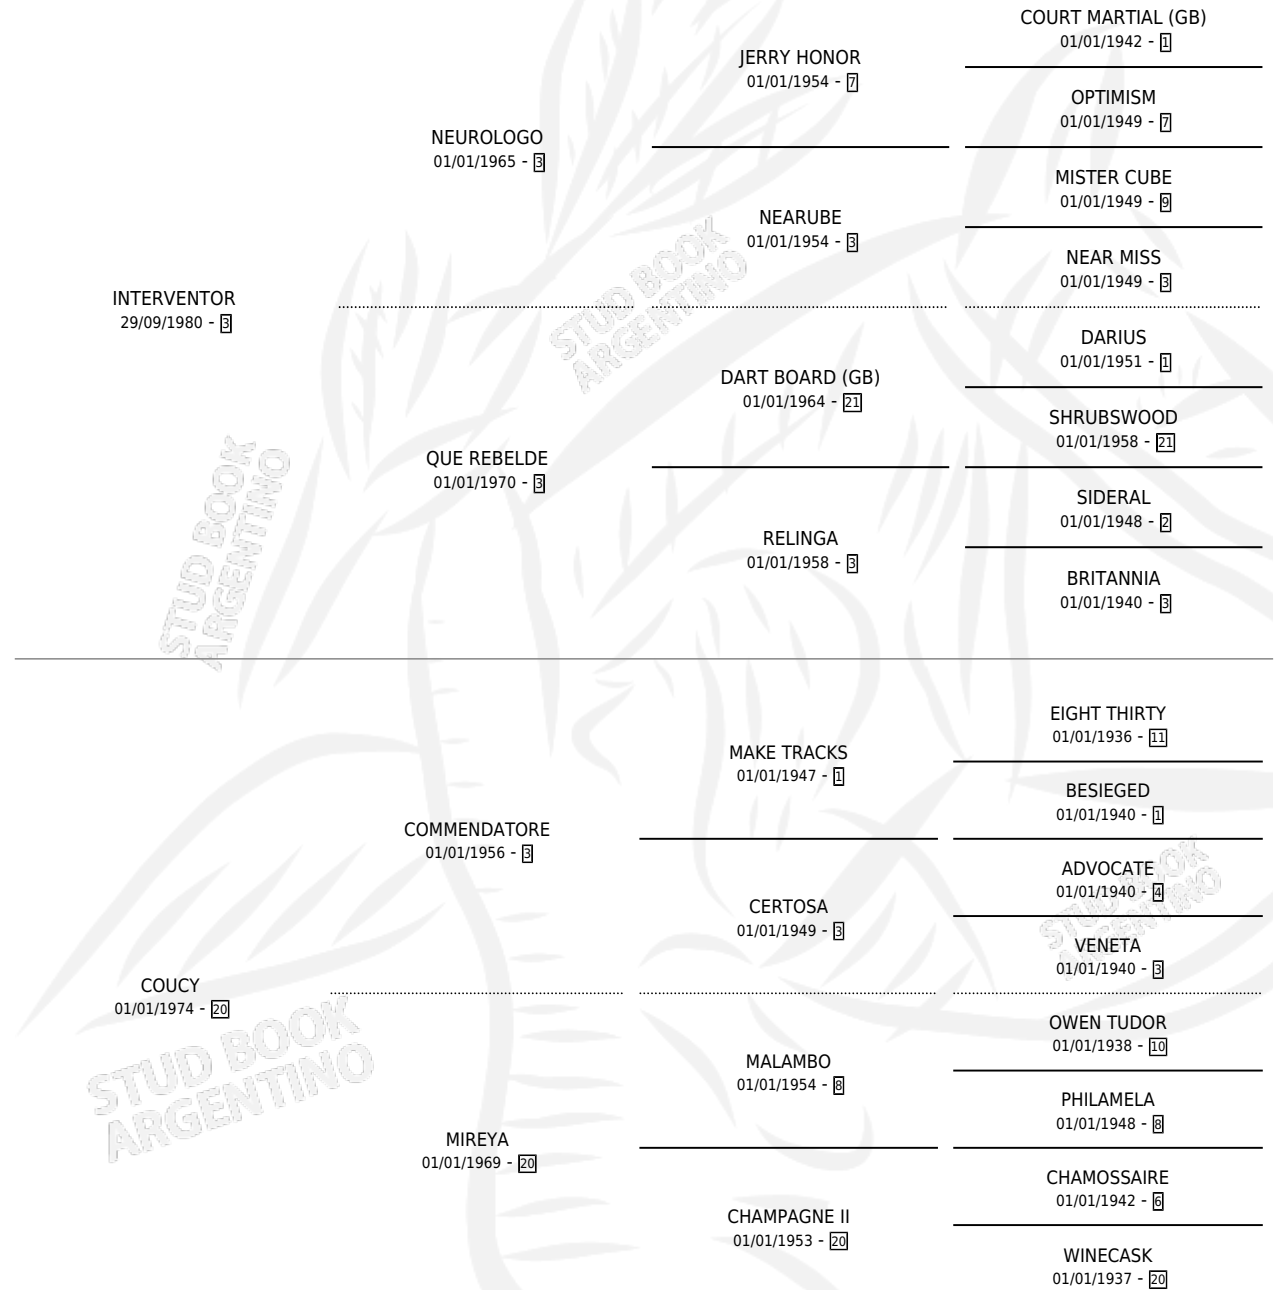 COURT MARTIAL (GB)
01/01/1942 - 1
JERRY HONOR
01/01/1954 - 7
OPTIMISM
01/01/1949 - 7
NEUROLOGO
01/01/1965 - 3
MISTER CUBE
01/01/1949 - 9
NEARUBE
01/01/1954 - 3
NEAR MISS
01/01/1949 - 3
INTERVENTOR
29/09/1980 - 3
DARIUS
01/01/1951 - 1
DART BOARD (GB)
01/01/1964 - 21
SHRUBSWOOD
01/01/1958 - 21
QUE REBELDE
01/01/1970 - 3
SIDERAL
01/01/1948 - 2
RELINGA
01/01/1958 - 3
BRITANNIA
01/01/1940 - 3
EIGHT THIRTY
01/01/1936 - 11
MAKE TRACKS
01/01/1947 - 1
BESIEGED
01/01/1940 - 1
COMMENDATORE
01/01/1956 - 3
ADVOCATE
01/01/1940 - 4
CERTOSA
01/01/1949 - 3
VENETA
01/01/1940 - 3
COUCY
01/01/1974 - 20
OWEN TUDOR
01/01/1938 - 10
MALAMBO
01/01/1954 - 8
PHILAMELA
01/01/1948 - 8
MIREYA
01/01/1969 - 20
CHAMOSSAIRE
01/01/1942 - 6
CHAMPAGNE II
01/01/1953 - 20
WINECASK
01/01/1937 - 20
STUD BOOK
ARGENTINO
STUD BOOK
ARGENTINO
STUD BOOK
ARGENTINO
STUD BOOK
ARGENTINO